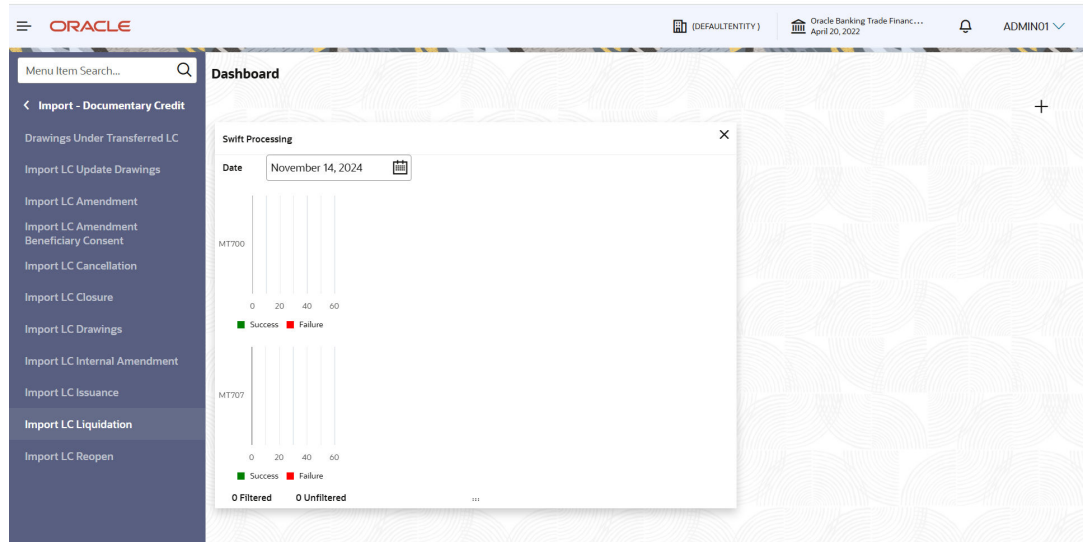 ORACLE
(DEFAULTENTITY)
Oracle Banking Trade Financ...
April 20, 2022
ADMIN01
Menu Item Search...
Import - Documentary Credit
Drawings Under Transferred LC
Import LC Update Drawings
Import LC Amendment
Import LC Amendment
Beneficiary Consent
Import LC Cancellation
Import LC Closure
Import LC Drawings
Import LC Internal Amendment
Import LC Issuance
Import LC Liquidation
Import LC Reopen
Dashboard
Swift Processing
Date November 14, 2024
MT700
0 20 40 60
Success Failure
MT707
0 20 40 60
Success Failure
0 Filtered 0 Unfiltered